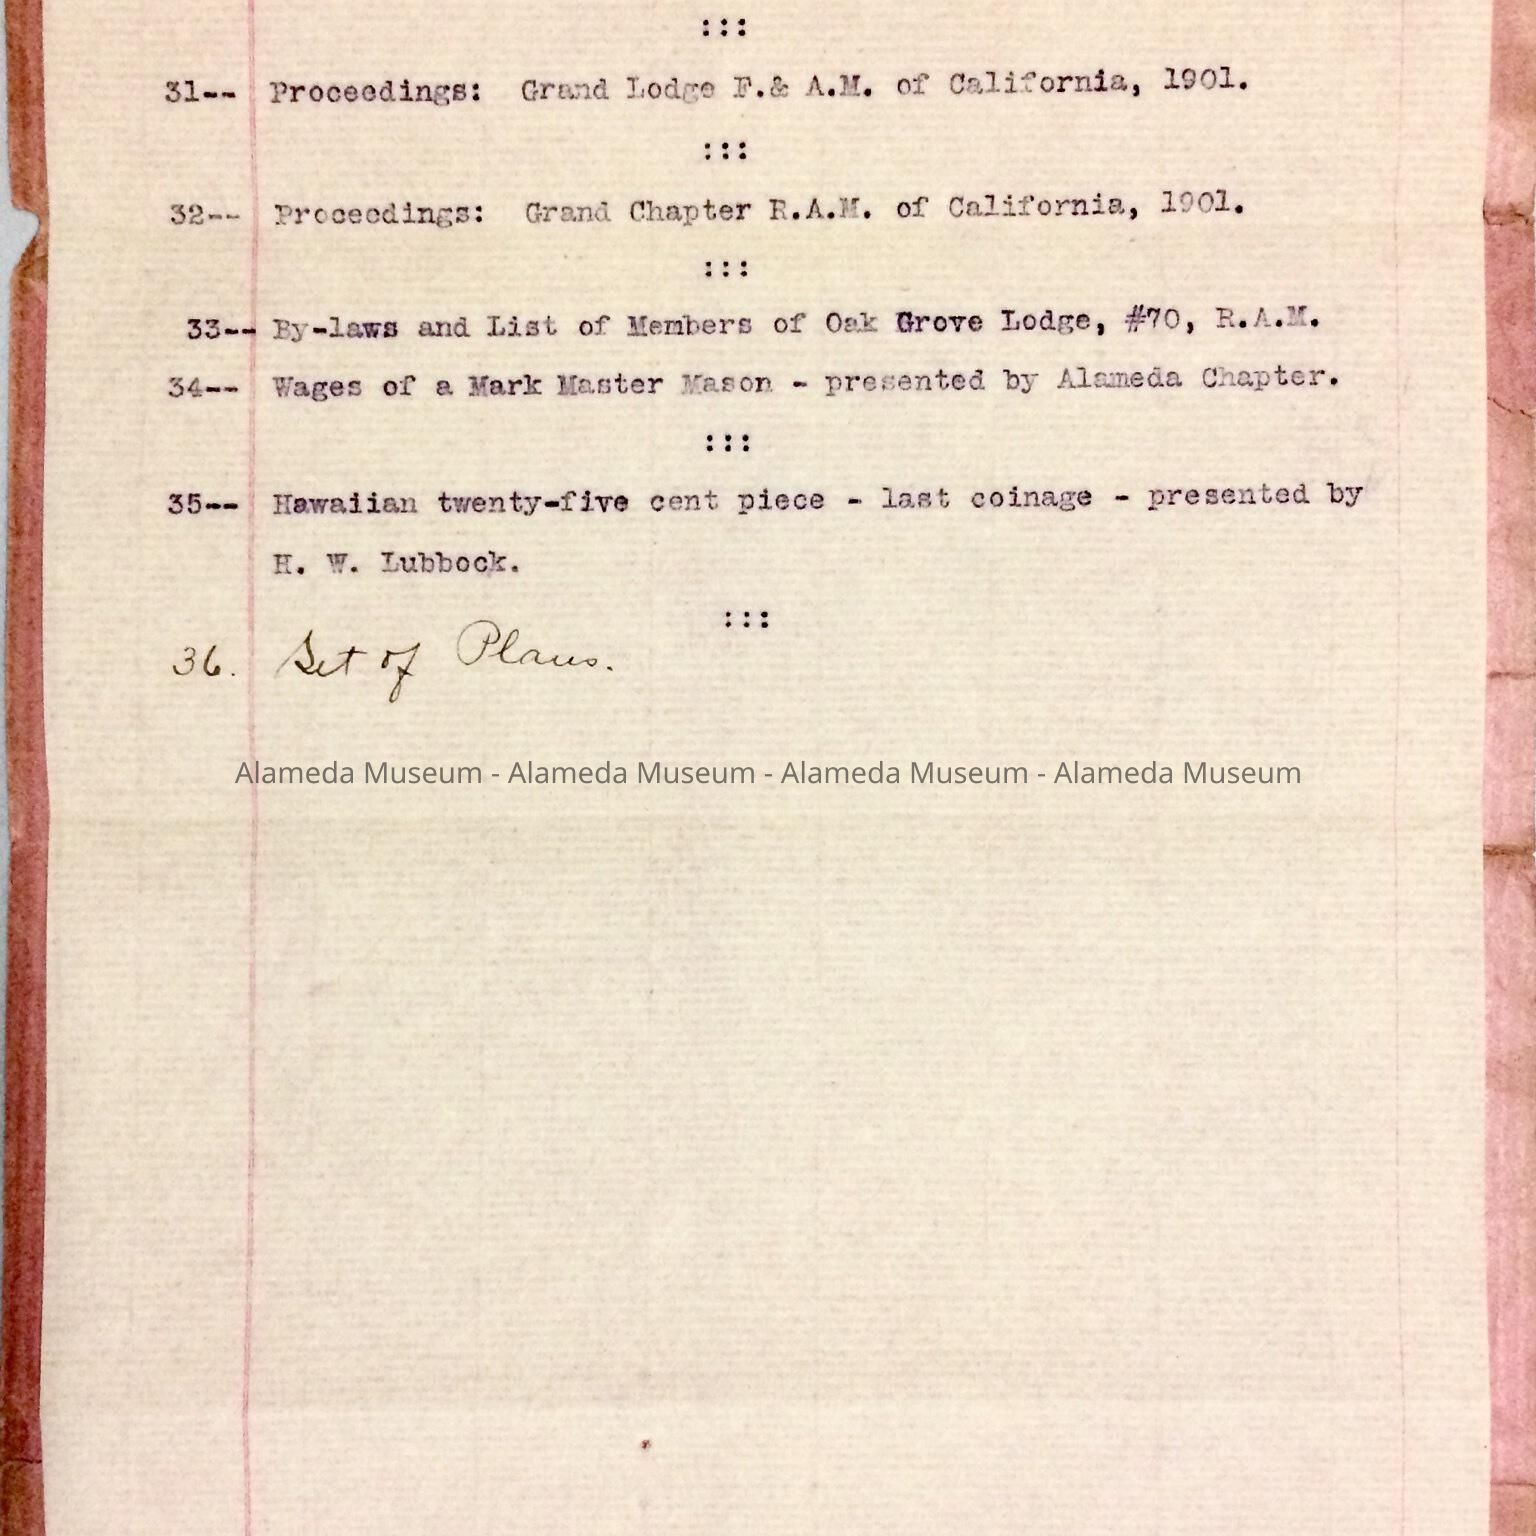 :::
31-- Proceedings: Grand Lodge F.& A.M. of California, 1901.
:::
32-- Proceedings: Grand Chapter R.A.M. of California, 1901.
:::
33-- By-laws and List of Members of Oak Grove Lodge, #70, R.A.M.
34-- Wages of a Mark Master Mason - presented by Alameda Chapter.
:::
35-- Hawaiian twenty-five cent piece - last coinage - presented by
H. W. Lubbock.
:::
36. Set of Plans.
Alameda Museum - Alameda Museum - Alameda Museum - Alameda Museum